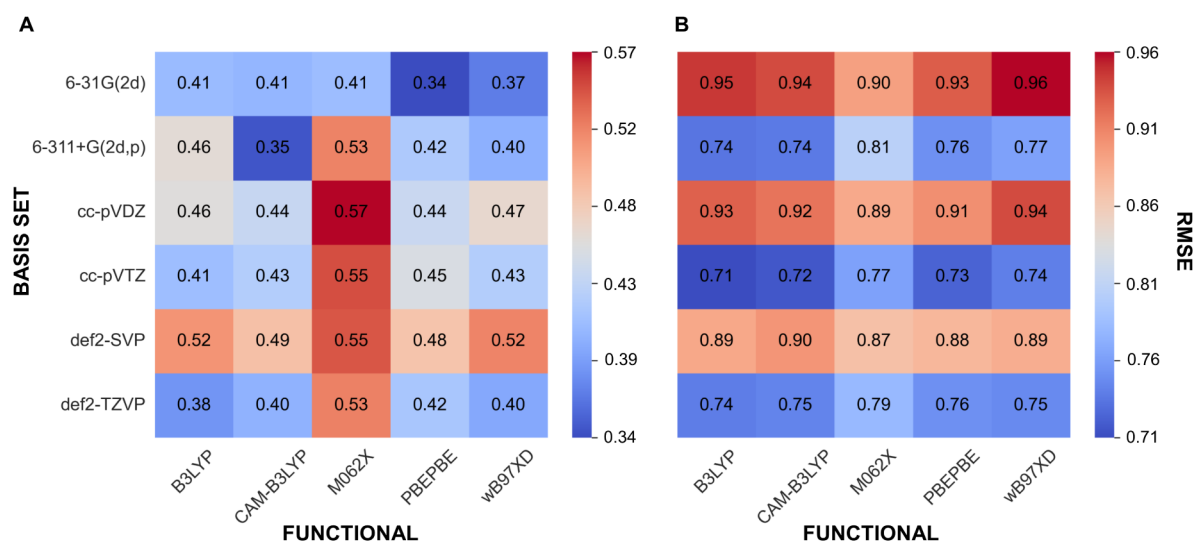 A
B
BASIS SET
6-31G(2d) 0.41 0.41 0.41 0.34 0.37
6-311+G(2d,p) 0.46 0.35 0.53 0.42 0.40
cc-pVDZ 0.46 0.44 0.57 0.44 0.47
cc-pVTZ 0.41 0.43 0.55 0.45 0.43
def2-SVP 0.52 0.49 0.55 0.48 0.52
def2-TZVP 0.38 0.40 0.53 0.42 0.40
B3LYP CAM-B3LYP M062X PBEPBE wB97XD
FUNCTIONAL
0.57
0.52
0.48
0.43
0.39
0.34
0.95 0.94 0.90 0.93 0.96
0.74 0.74 0.81 0.76 0.77
0.93 0.92 0.89 0.91 0.94
0.71 0.72 0.77 0.73 0.74
0.89 0.90 0.87 0.88 0.89
0.74 0.75 0.79 0.76 0.75
B3LYP CAM-B3LYP M062X PBEPBE wB97XD
FUNCTIONAL
0.96
0.91
0.86
0.81
0.76
0.71
RMSE